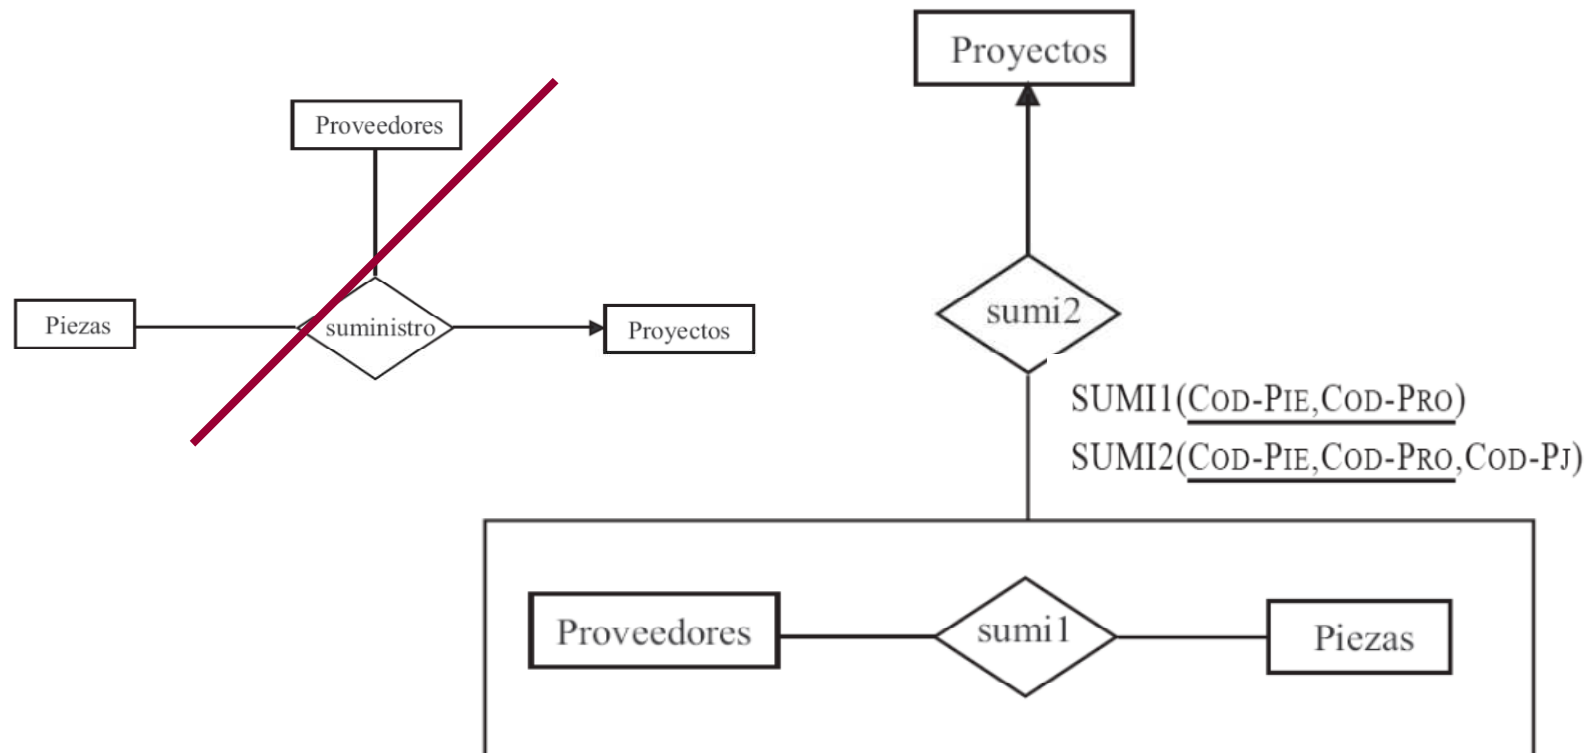 Proveedores
Piezas
suministro
Proyectos
Proyectos
sumi2
SUMI1(COD-PIE,COD-PRO)
SUMI2(COD-PIE,COD-PRO,COD-PJ)
Proveedores
sumi1
Piezas